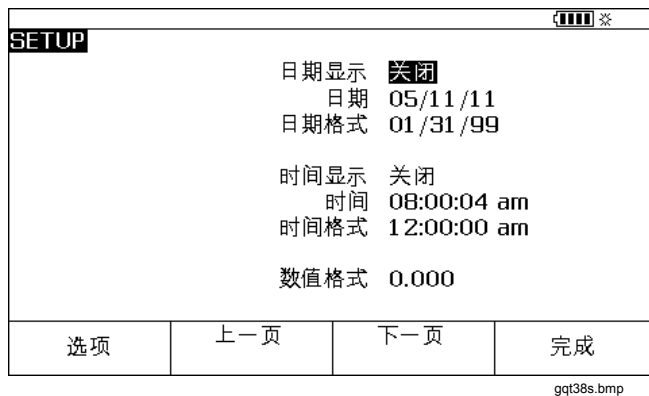 SETUP
日期显示 关闭
日期 05/11/11
日期格式 01/31/99
时间显示 关闭
时间 08:00:04 am
时间格式 12:00:00 am
数值格式 0.000
选项 上一页 下一页 完成
gqt38s.bmp